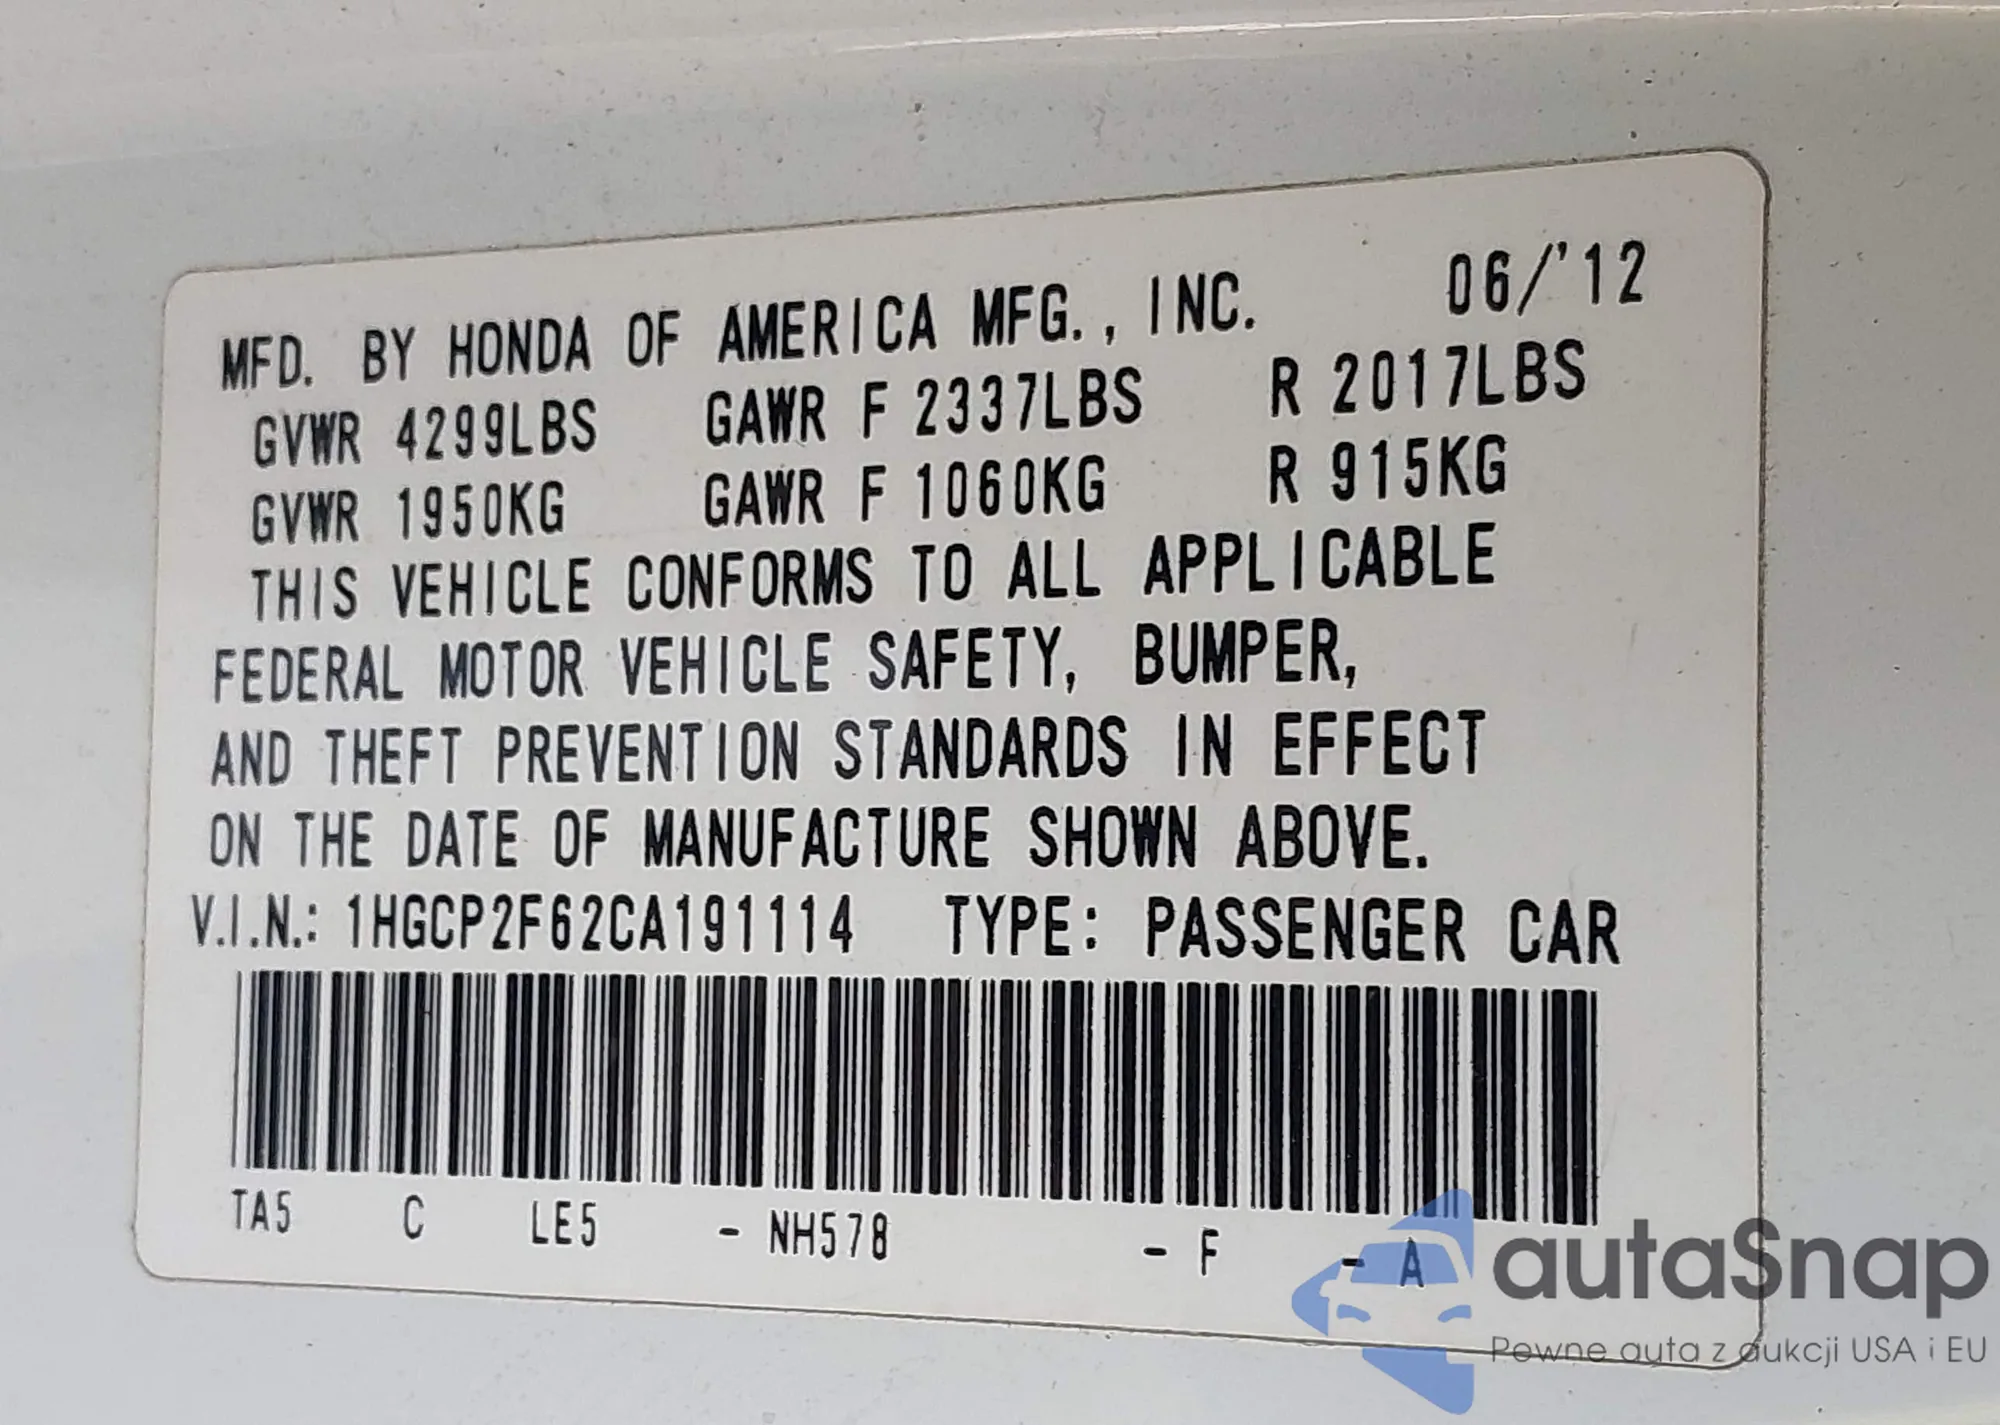 MFD. BY HONDA OF AMERICA MFG., INC. 06/'12
GVWR 4299LBS GAWR F 2337LBS R 2017LBS
GVWR 1950KG GAWR F 1060KG R 915KG
THIS VEHICLE CONFORMS TO ALL APPLICABLE
FEDERAL MOTOR VEHICLE SAFETY, BUMPER,
AND THEFT PREVENTION STANDARDS IN EFFECT
ON THE DATE OF MANUFACTURE SHOWN ABOVE.
V.I.N.: 1HGCP2F62CA191114 TYPE: PASSENGER CAR
TA5 C LE5 - NH578 - F - A
autaSnap
Pewne auta z aukcji USA i EU